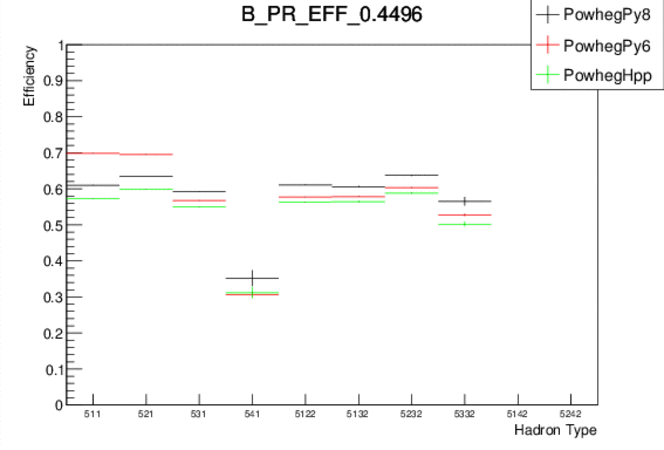 B_PR_EFF_0.4496
PowhegPy8
PowhegPy6
PowhegHpp
Efficiency
1
0.9
0.8
0.7
0.6
0.5
0.4
0.3
0.2
0.1
0
511 521 531 541 5122 5132 5232 5332 5142 5242
Hadron Type